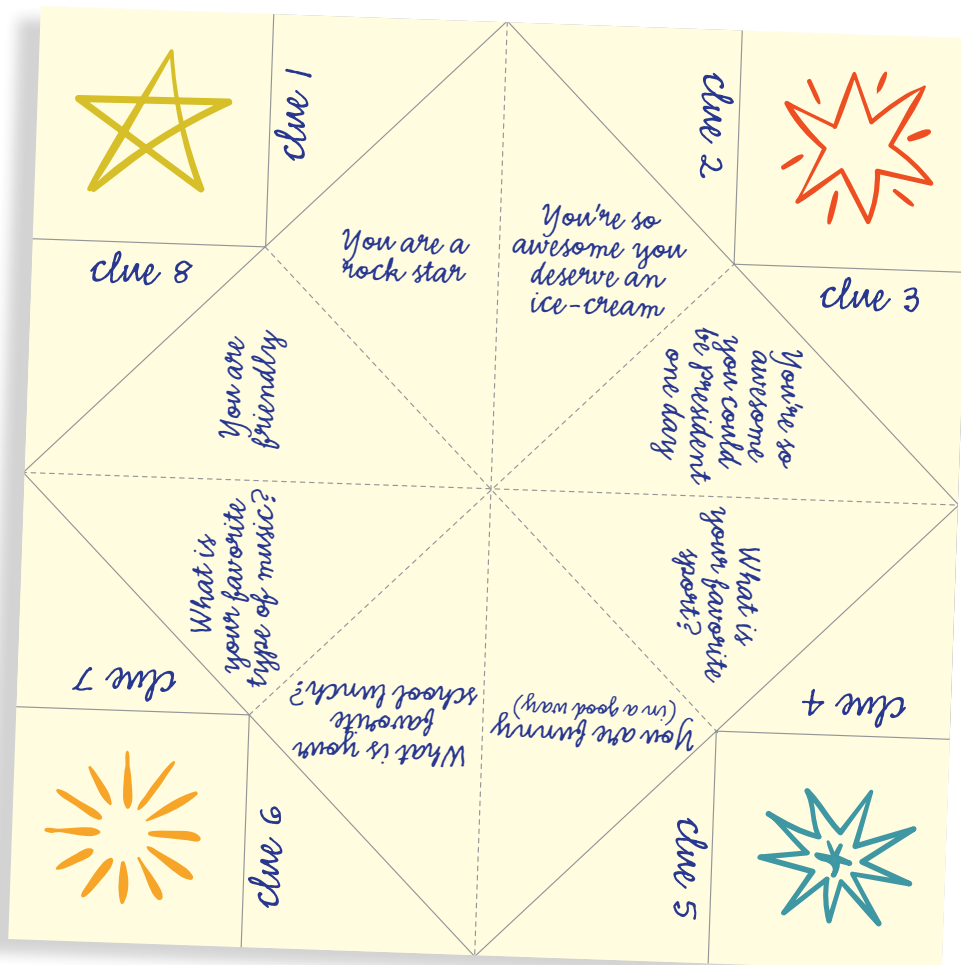 clue 1
clue 2
You are a
rock star
You're so
awesome you
deserve an
ice-cream
clue 8
clue 3
You are
friendly
You're so
awesome
you could
be president
one day
What is
your favorite
type of music?
What is
your favorite
sport?
clue 7
clue 4
What is your
favorite
school lunch?
You are funny
(in a good way)
clue 6
clue 5